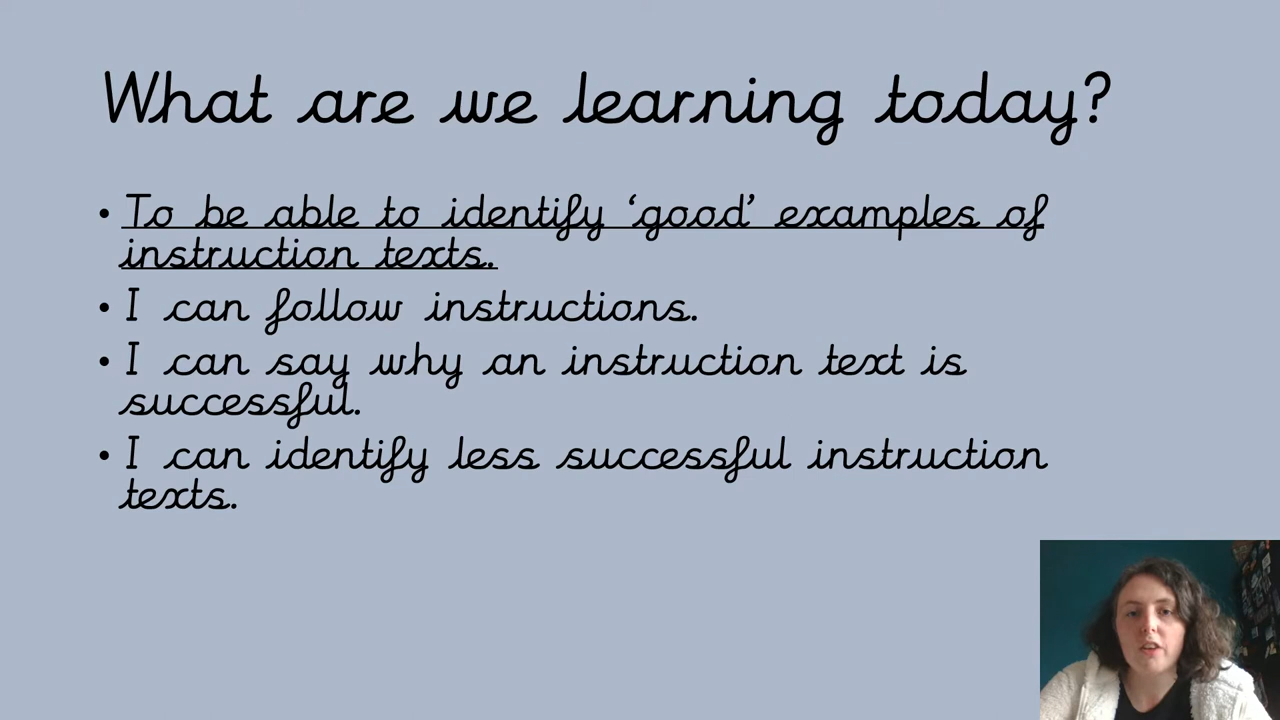 What are we learning today?
• To be able to identify ‘good’ examples of
instruction texts.
• I can follow instructions.
• I can say why an instruction text is
successful.
• I can identify less successful instruction
texts.